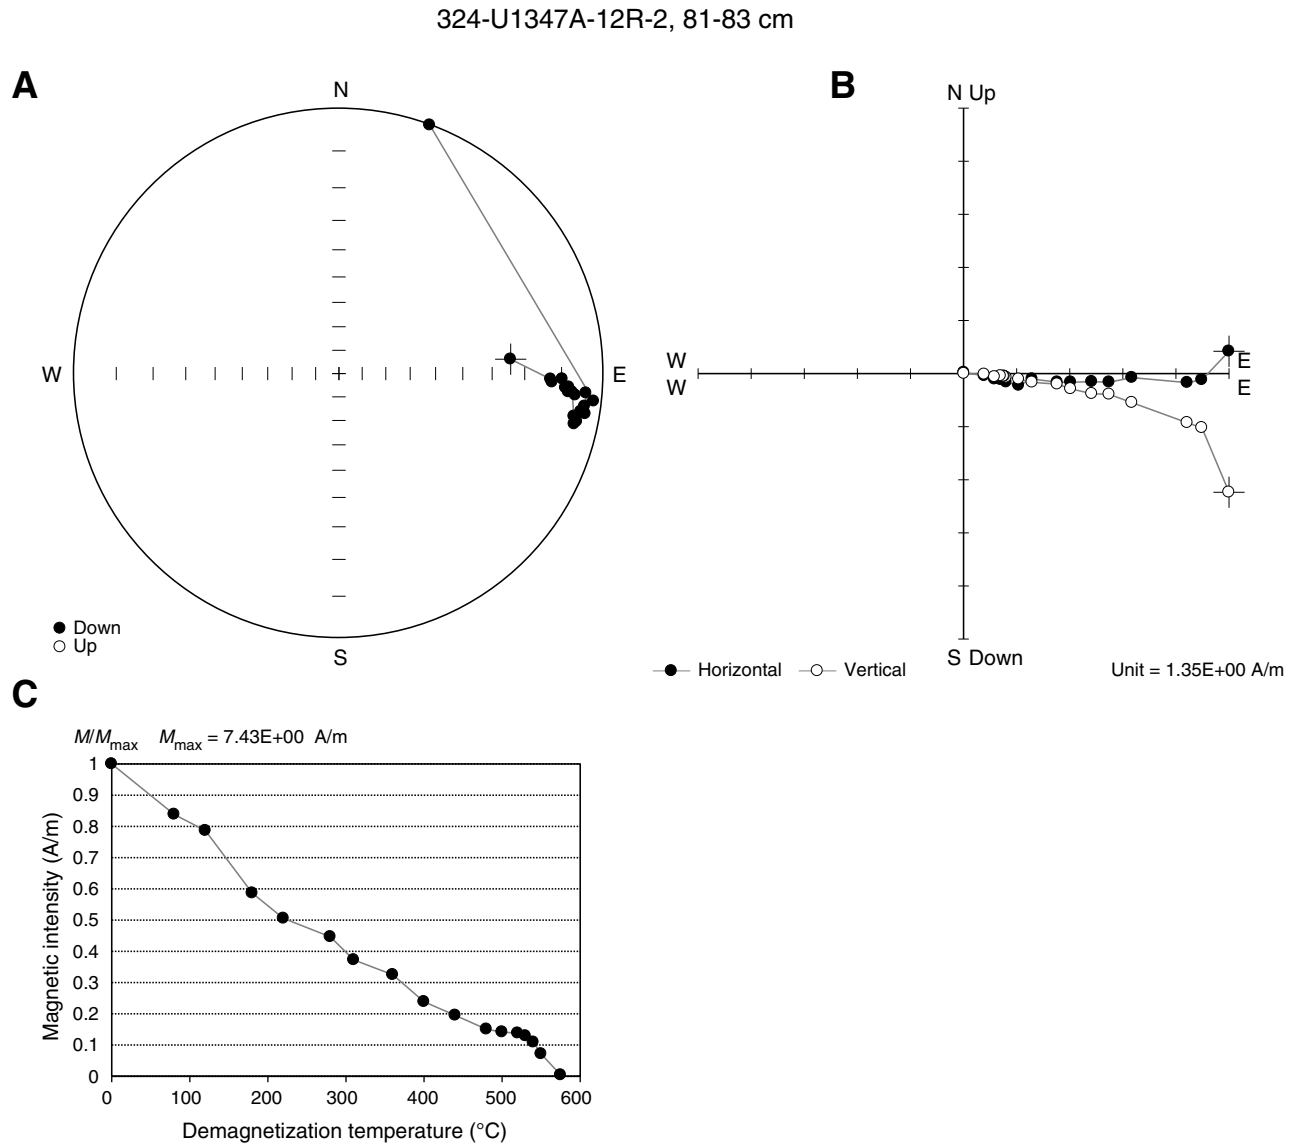 324-U1347A-12R-2, 81-83 cm
A
N
W
E
S
Down
Up
B
N Up
W
W
E
E
S Down
Horizontal
Vertical
Unit = 1.35E+00 A/m
C
M/Mmax Mmax = 7.43E+00 A/m
Magnetic intensity (A/m)
1
0.9
0.8
0.7
0.6
0.5
0.4
0.3
0.2
0.1
0
0 100 200 300 400 500 600
Demagnetization temperature (°C)